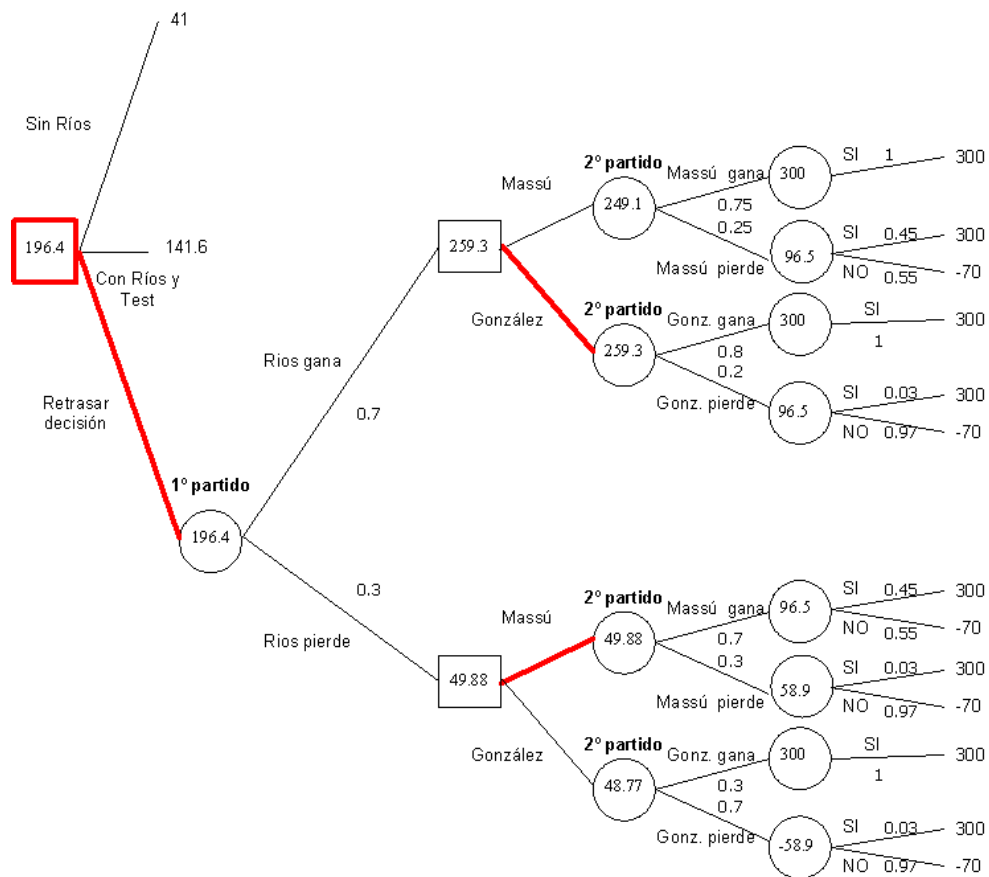 41
Sin Ríos
196.4
141.6
Con Ríos y
Test
Retrasar
decisión
1º partido
196.4
Rios gana
0.7
0.3
Rios pierde
259.3
Massú
2º partido
249.1
Massú gana
0.75
0.25
Massú pierde
300
SI 1 300
96.5
SI 0.45 300
NO 0.55 -70
González
2º partido
259.3
Gonz. gana
0.8
0.2
Gonz. pierde
300
SI
1
300
96.5
SI 0.03 300
NO 0.97 -70
49.88
Massú
2º partido
49.88
Massú gana
0.7
0.3
Massú pierde
96.5
SI 0.45 300
NO 0.55 -70
58.9
SI 0.03 300
NO 0.97 -70
González
2º partido
48.77
Gonz. gana
0.3
0.7
Gonz. pierde
300
SI
1
300
-58.9
SI 0.03 300
NO 0.97 -70